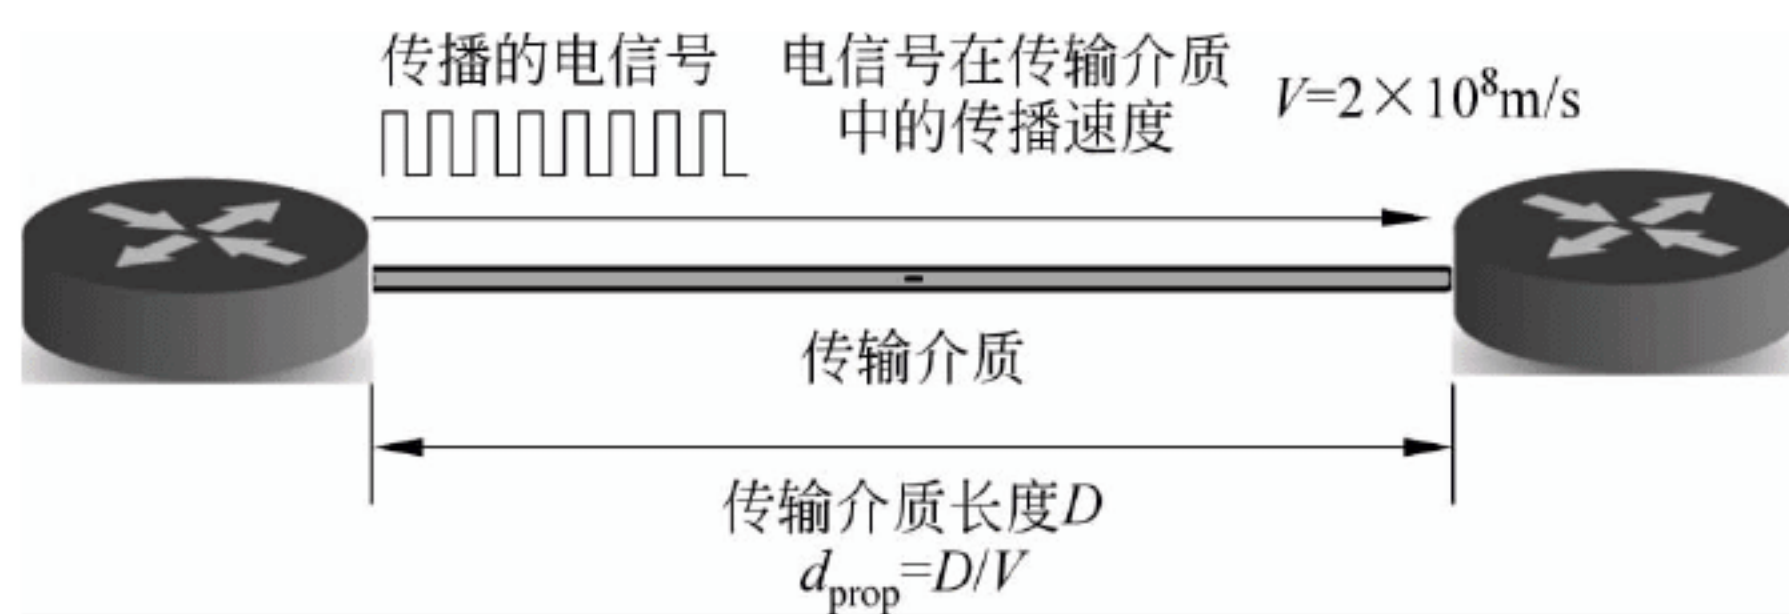 传播的电信号
电信号在传输介质
中的传播速度
V=2×10⁸m/s
传输介质
传输介质长度D
d_prop=D/V